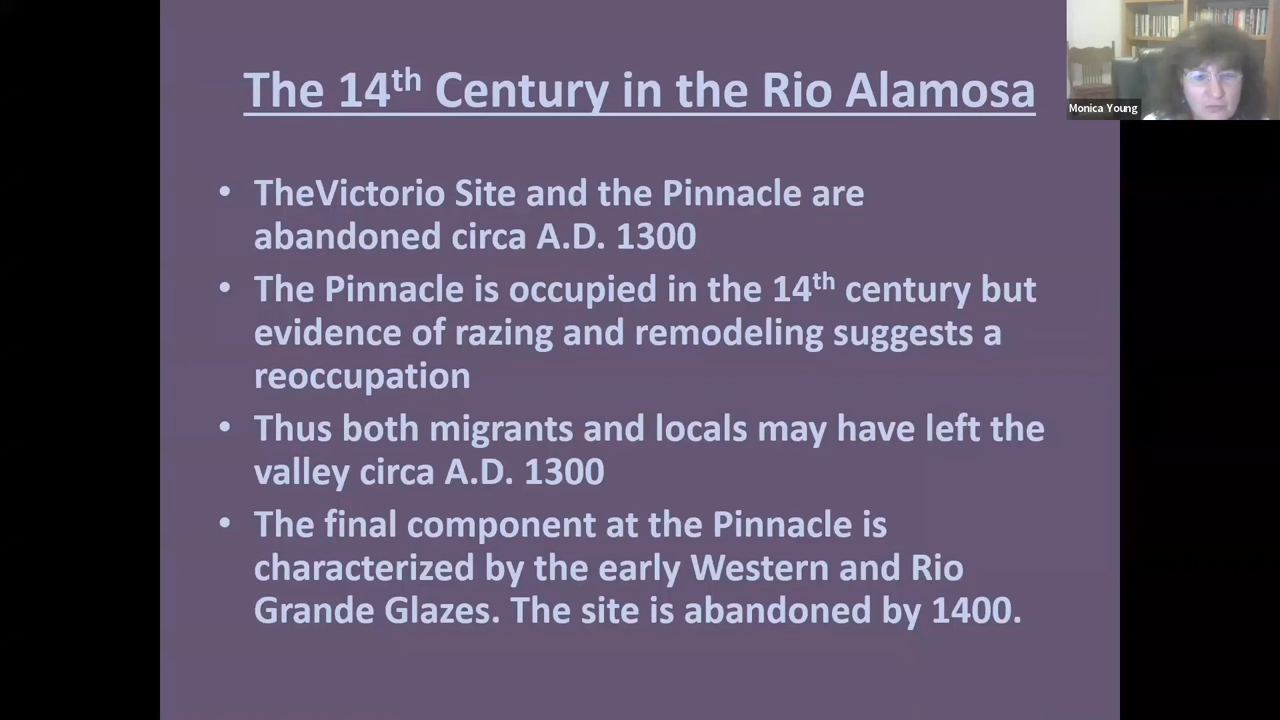 The 14th Century in the Rio Alamosa
Monica Young
• TheVictorio Site and the Pinnacle are
abandoned circa A.D. 1300
• The Pinnacle is occupied in the 14th century but
evidence of razing and remodeling suggests a
reoccupation
• Thus both migrants and locals may have left the
valley circa A.D. 1300
• The final component at the Pinnacle is
characterized by the early Western and Rio
Grande Glazes. The site is abandoned by 1400.